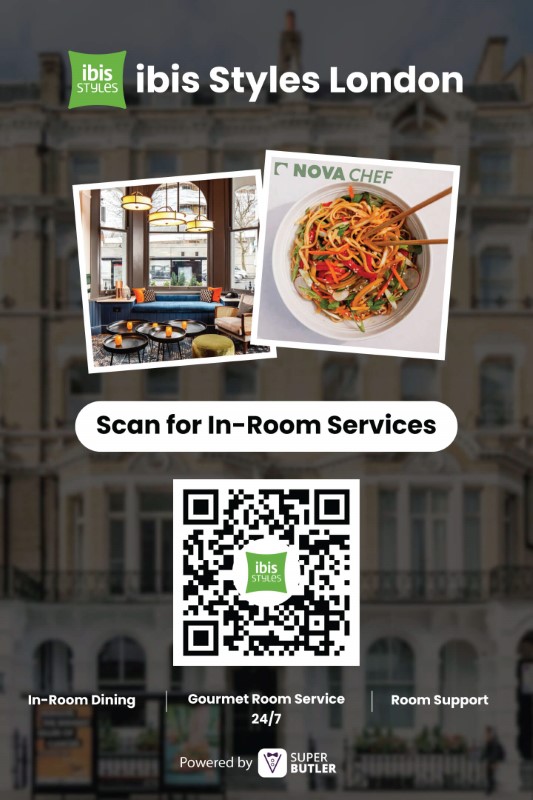 ibis
STYLES
ibis Styles London
NOVA CHEF
Scan for In-Room Services
ibis
STYLES
In-Room Dining
Gourmet Room Service
24/7
Room Support
Powered by
SUPER
BUTLER